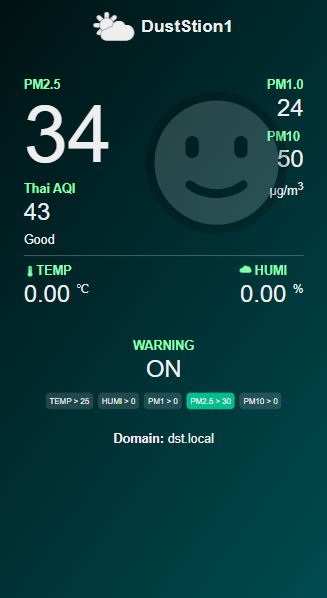 DustStion1
PM2.5
PM1.0
34
24
PM10
50
µg/m³
Thai AQI
43
Good
TEMP
HUMI
0.00 °C
0.00 %
WARNING
ON
TEMP > 25 HUMI > 0 PM1 > 0 PM2.5 > 30 PM10 > 0
Domain: dst.local